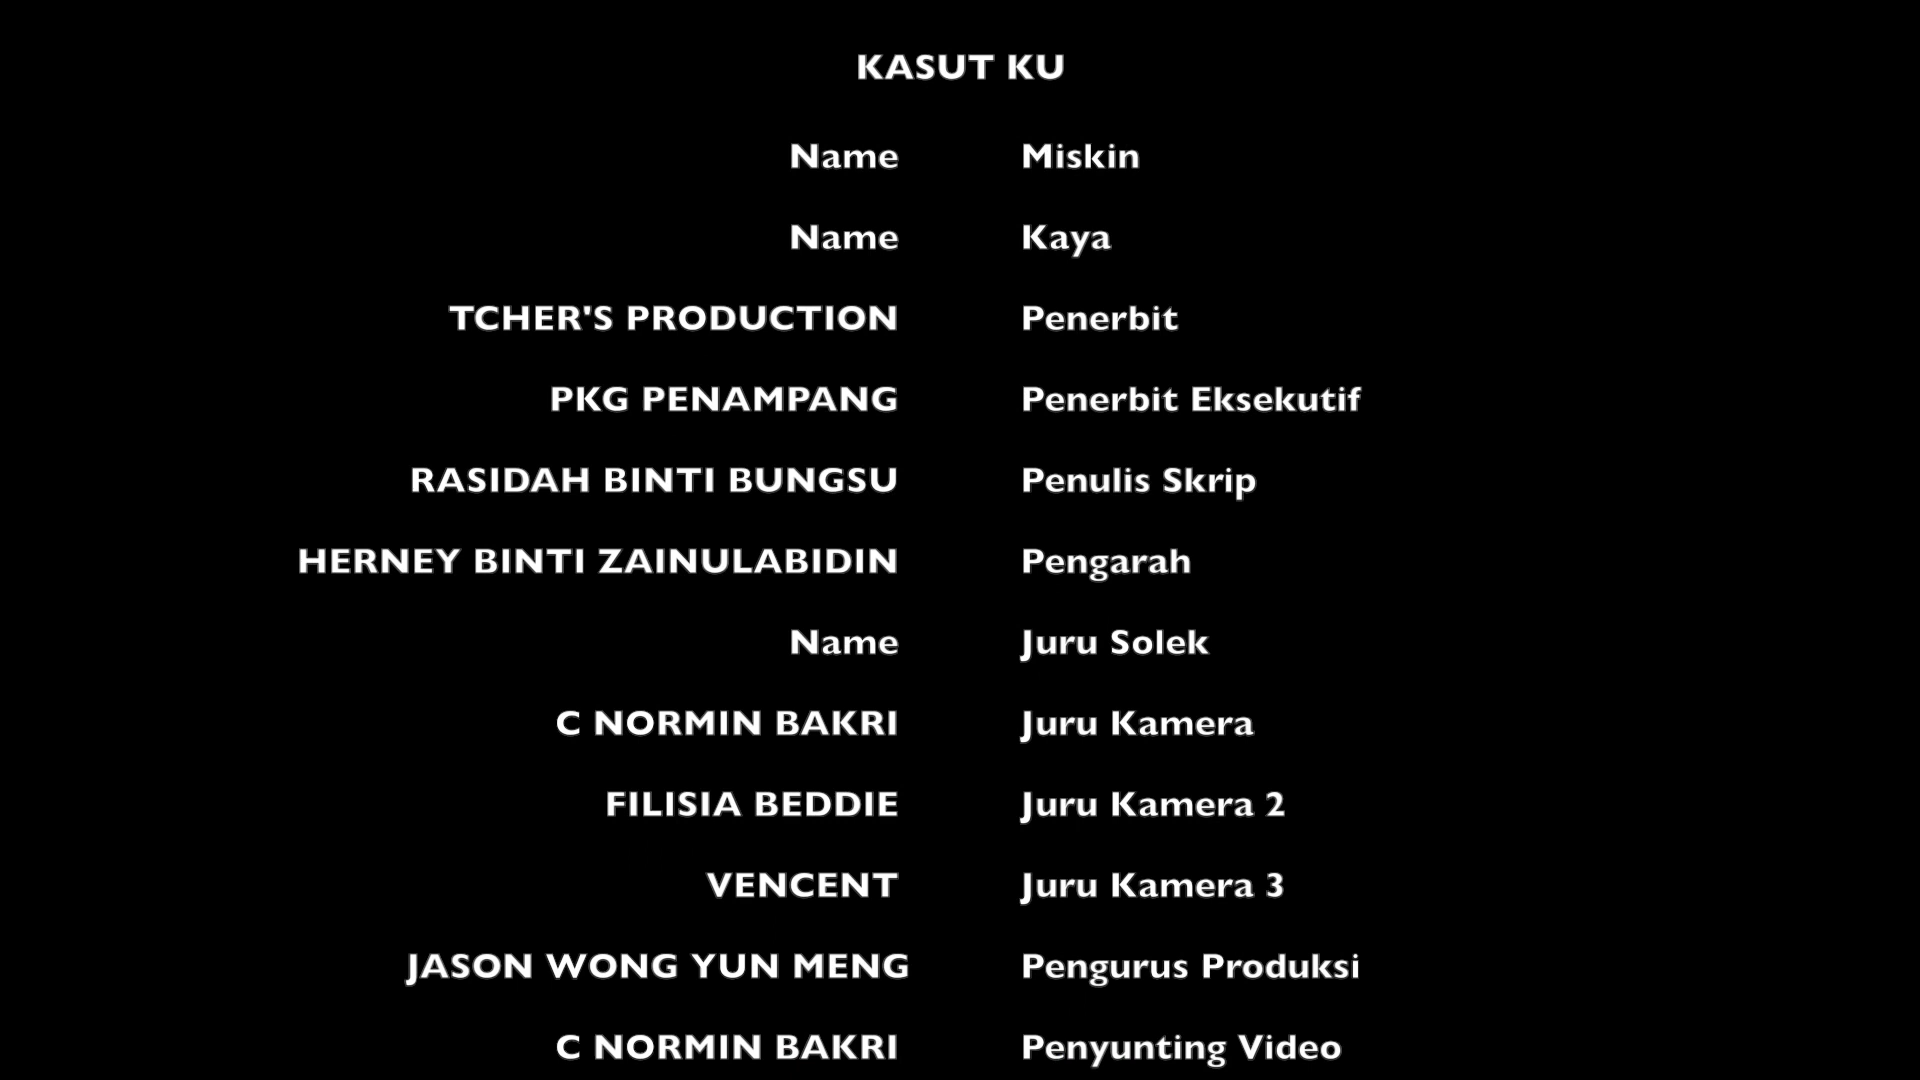 KASUT KU
Name Miskin
Name Kaya
TCHER'S PRODUCTION Penerbit
PKG PENAMPANG Penerbit Eksekutif
RASIDAH BINTI BUNGSU Penulis Skrip
HERNEY BINTI ZAINULABIDIN Pengarah
Name Juru Solek
C NORMIN BAKRI Juru Kamera
FILISIA BEDDIE Juru Kamera 2
VENCENT Juru Kamera 3
JASON WONG YUN MENG Pengurus Produksi
C NORMIN BAKRI Penyunting Video